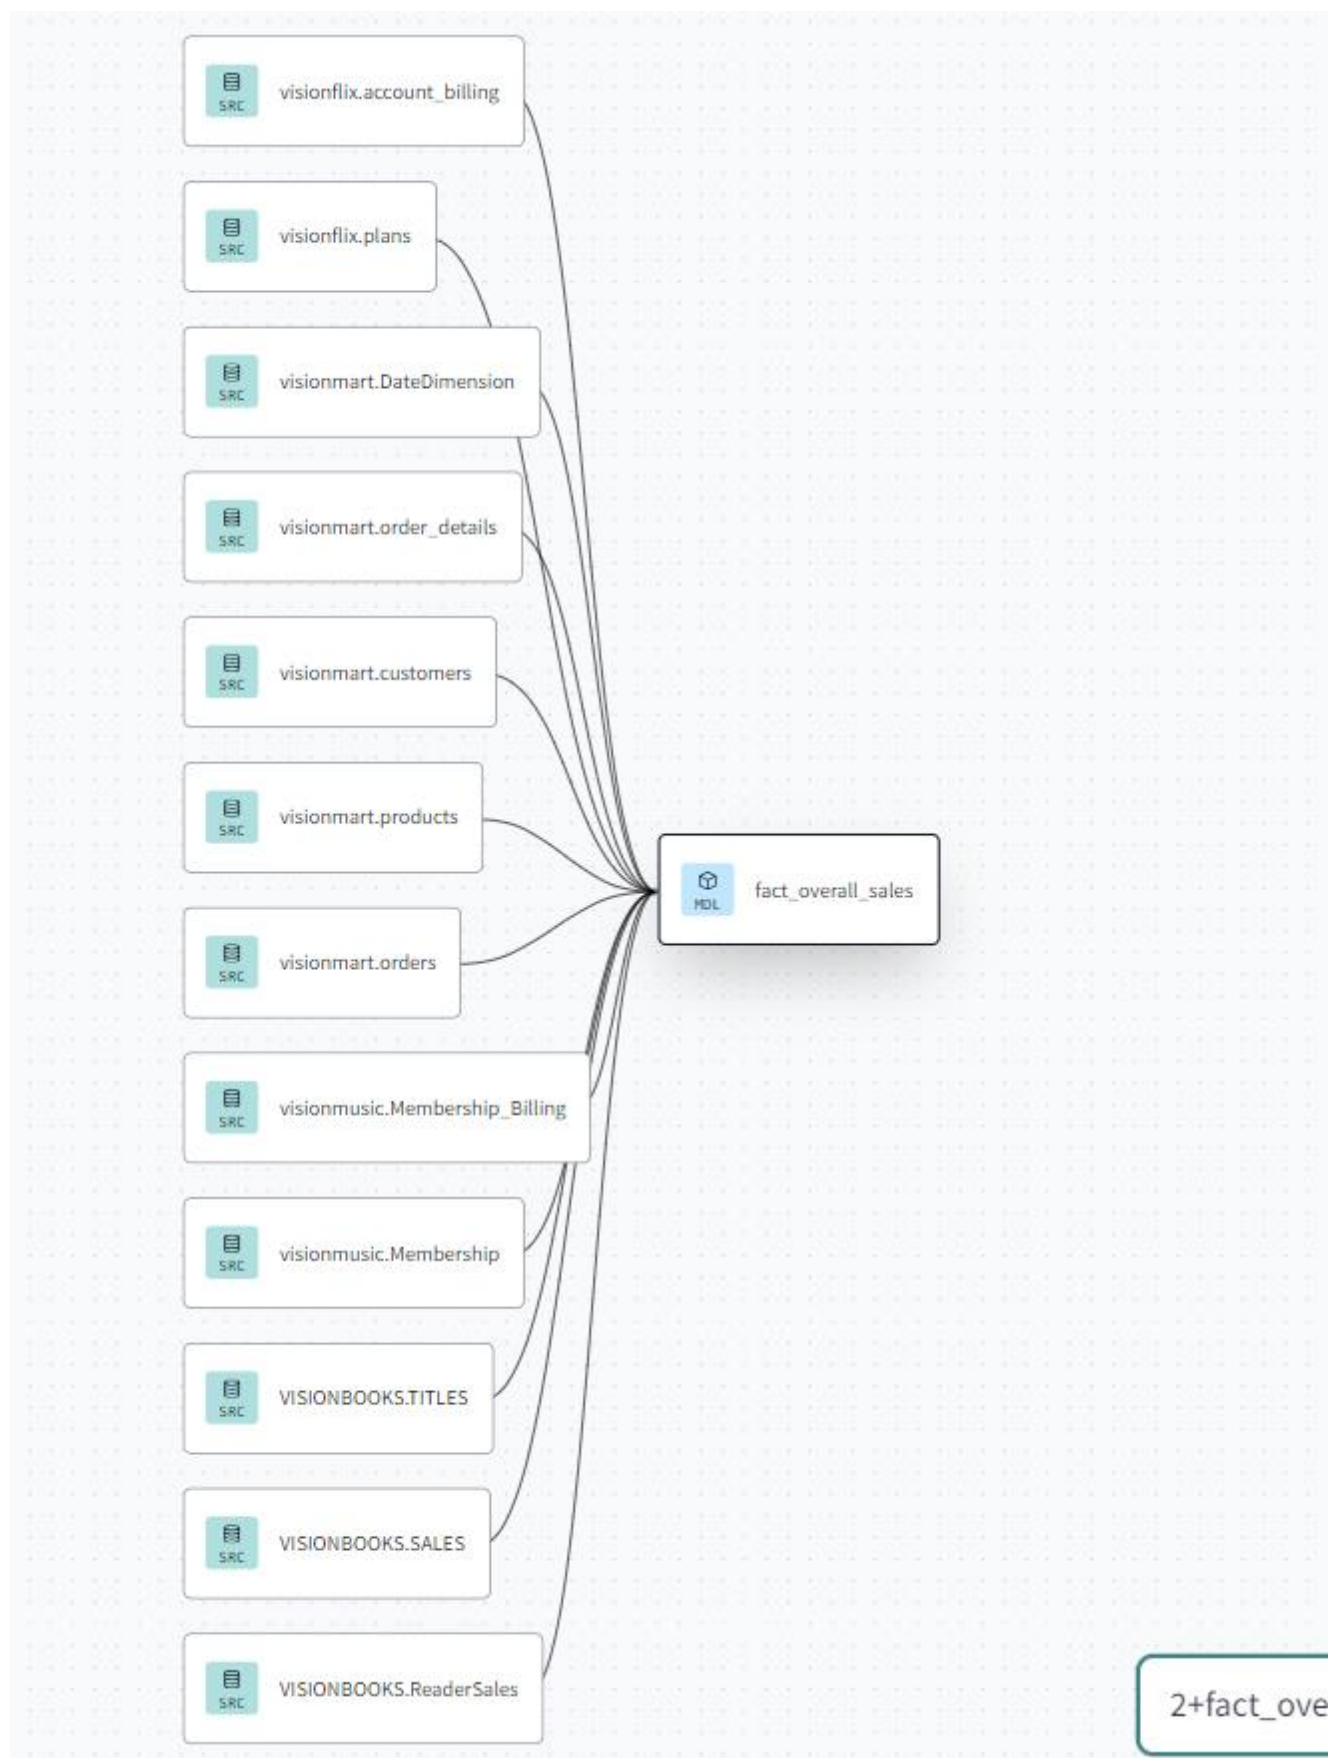 SRC
visionflix.account_billing
SRC
visionflix.plans
SRC
visionmart.DateDimension
SRC
visionmart.order_details
SRC
visionmart.customers
SRC
visionmart.products
MDL
fact_overall_sales
SRC
visionmart.orders
SRC
visionmusic.Membership_Billing
SRC
visionmusic.Membership
SRC
VISIONBOOKS.TITLES
SRC
VISIONBOOKS.SALES
SRC
VISIONBOOKS.ReaderSales
2+fact_ove